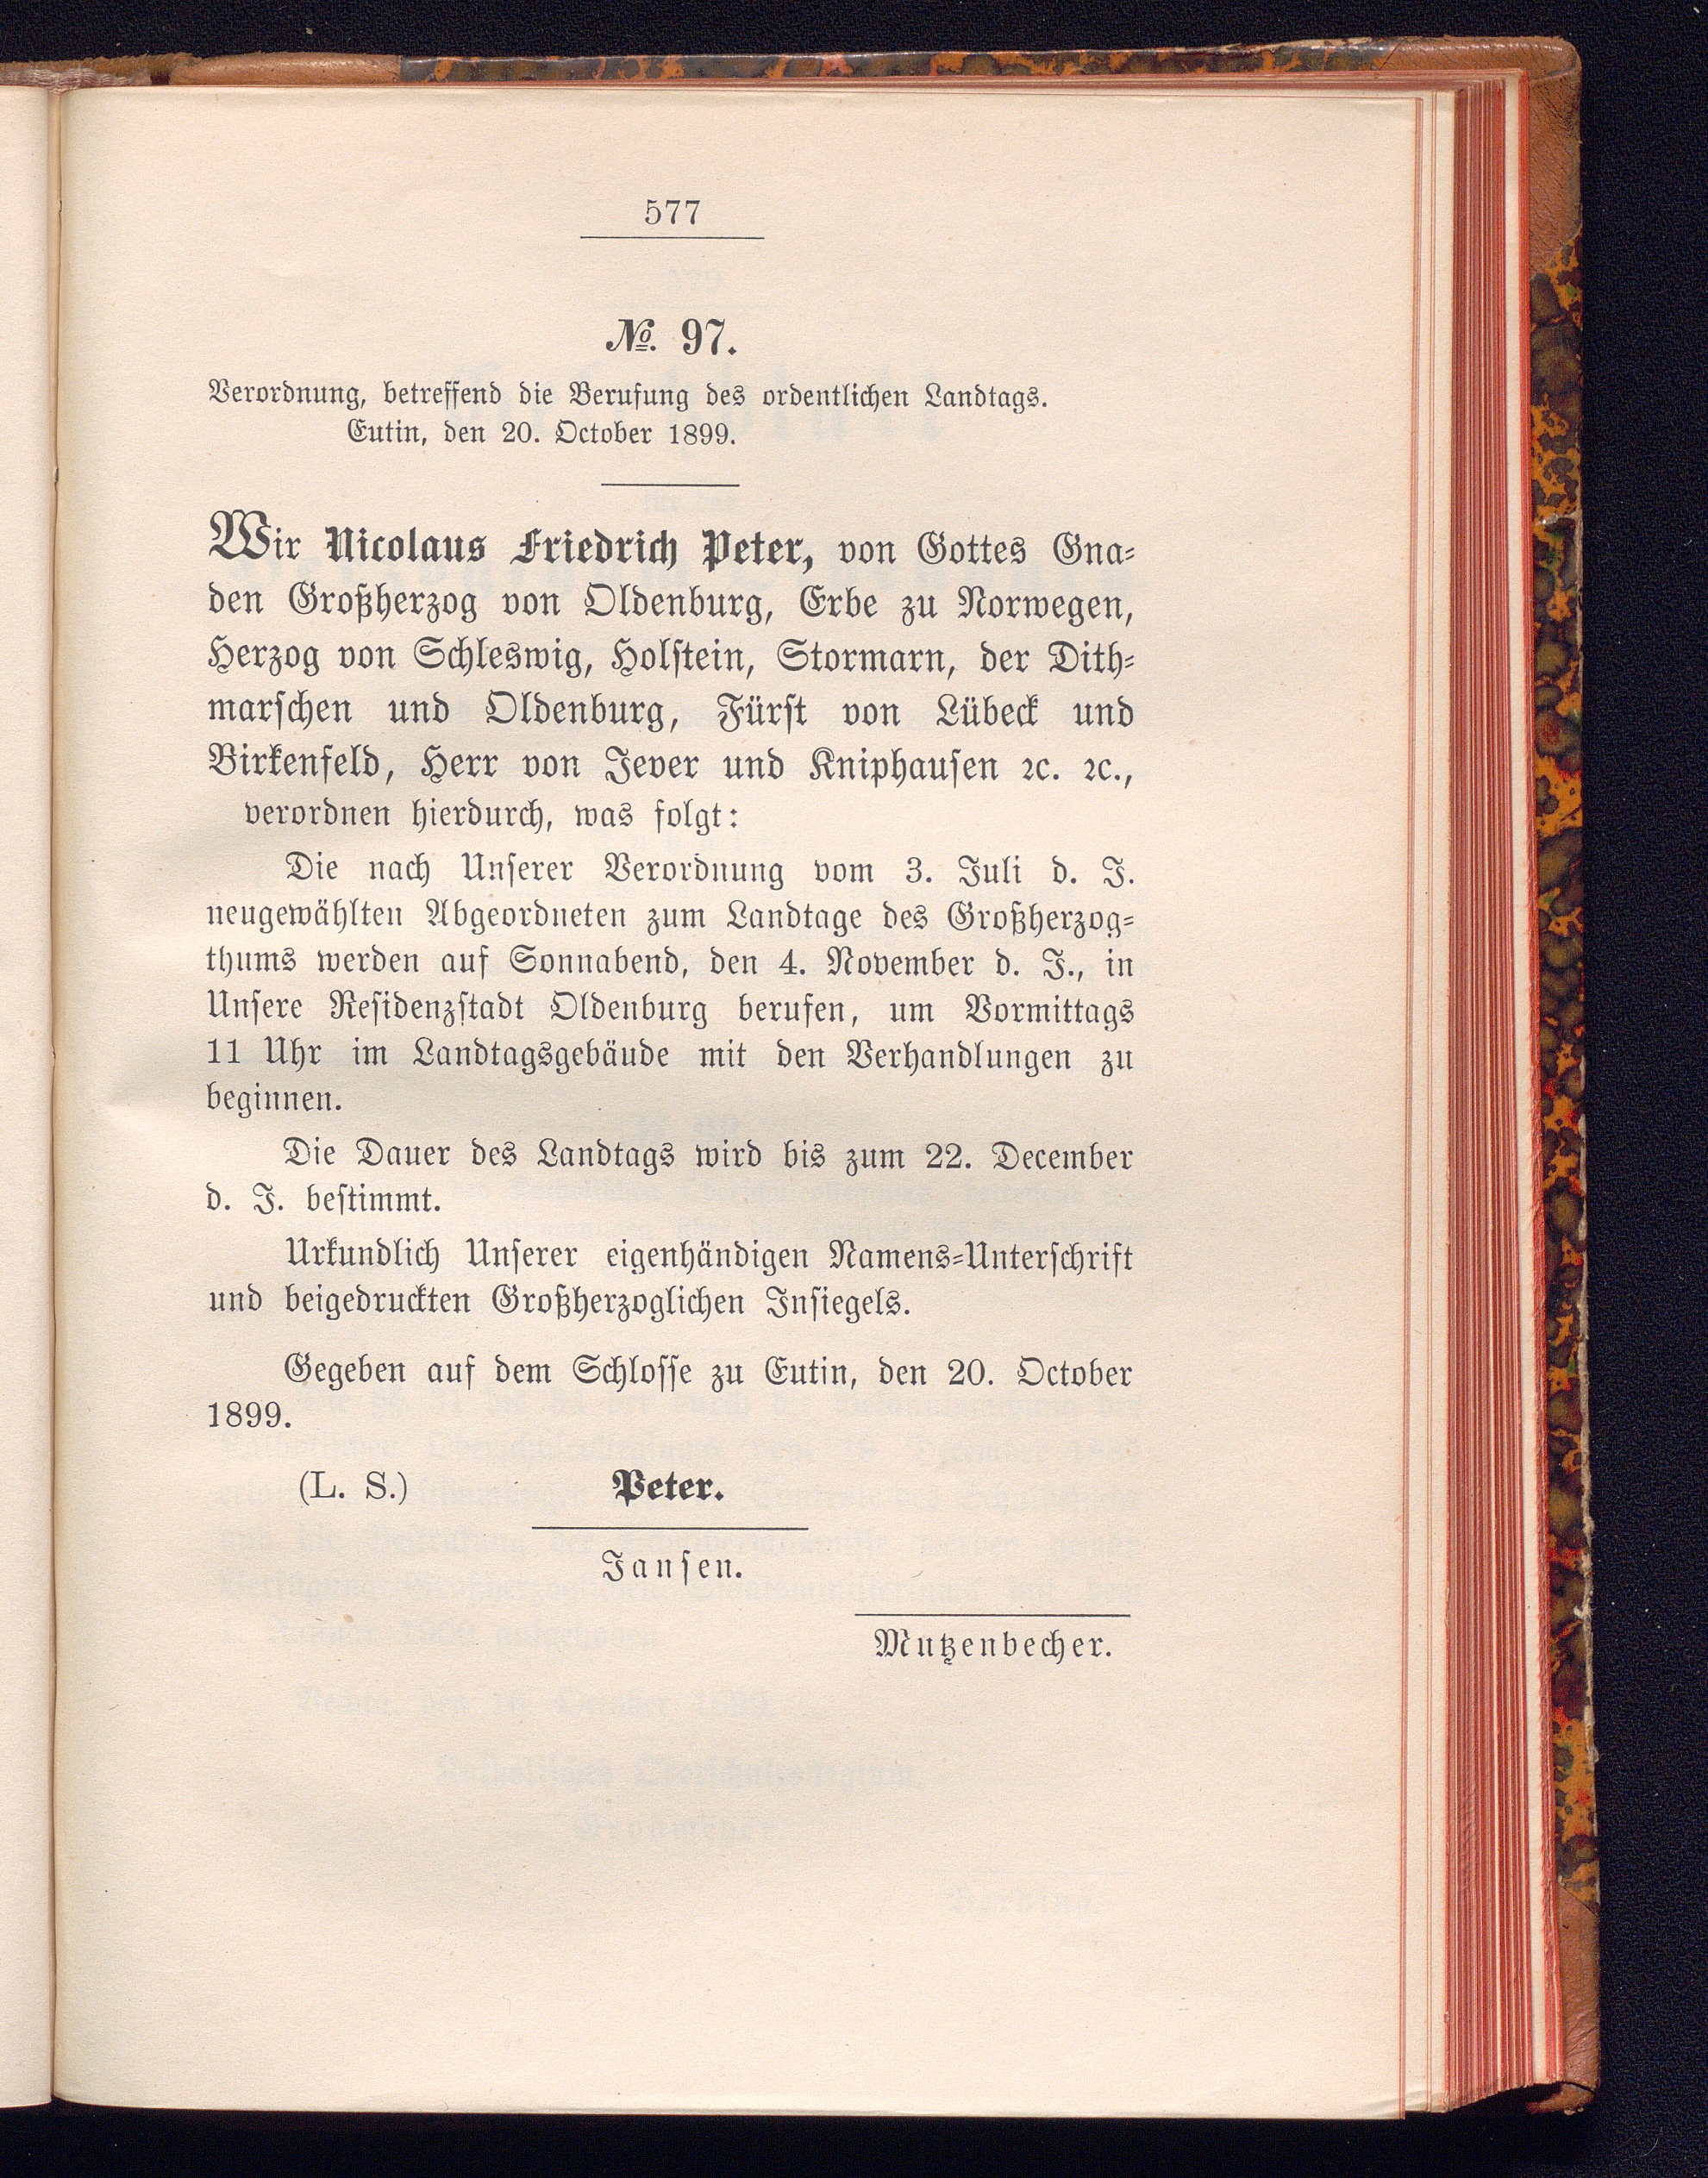 577
№. 97.
Verordnung, betreffend die Berufung des ordentlichen Landtags.
Eutin, den 20. October 1899.
Wir Nicolaus Friedrich Peter, von Gottes Gna=
den Großherzog von Oldenburg, Erbe zu Norwegen,
Herzog von Schleswig, Holstein, Stormarn, der Dith=
marschen und Oldenburg, Fürst von Lübeck und
Birkenfeld, Herr von Jever und Kniphausen ꝛc. ꝛc.,
verordnen hierdurch, was folgt:
Die nach Unserer Verordnung vom 3. Juli d. J.
neugewählten Abgeordneten zum Landtage des Großherzog=
thums werden auf Sonnabend, den 4. November d. J., in
Unsere Residenzstadt Oldenburg berufen, um Vormittags
11 Uhr im Landtagsgebäude mit den Verhandlungen zu
beginnen.
Die Dauer des Landtags wird bis zum 22. December
d. J. bestimmt.
Urkundlich Unserer eigenhändigen Namens=Unterschrift
und beigedruckten Großherzoglichen Insiegels.
Gegeben auf dem Schlosse zu Eutin, den 20. October
1899.
(L. S.) Peter.
Jansen.
Mutzenbecher.